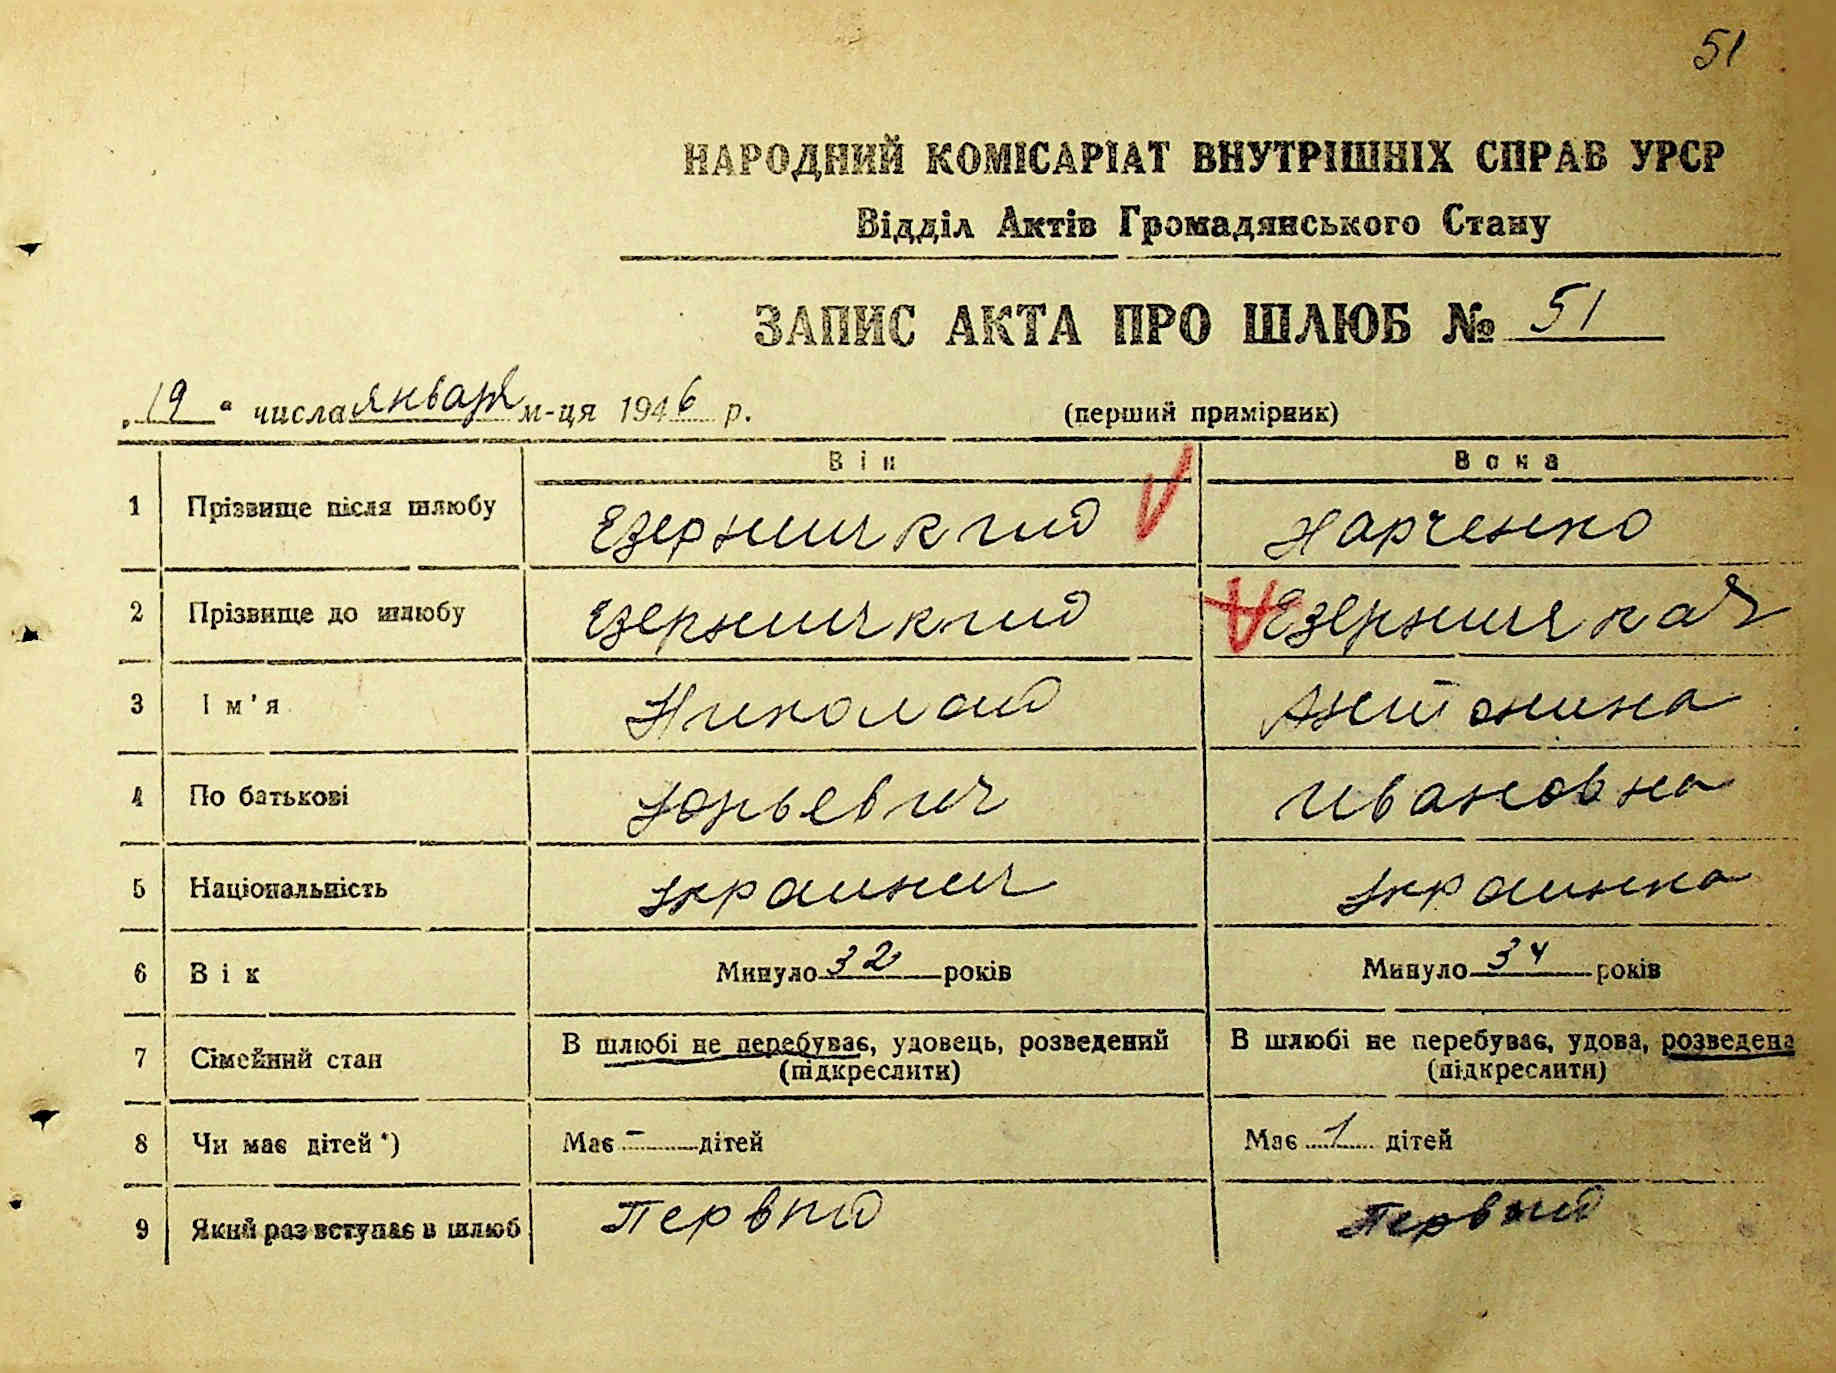 51
НАРОДНИЙ КОМІСАРІАТ ВНУТРІШНІХ СПРАВ УРСР
Відділ Актів Громадянського Стану
ЗАПИС АКТА ПРО ШЛЮБ № 51
„19“ числа января м-ця 1946 р. (перший примірник)
Він Вона
1 Прізвище після шлюбу Езерницкий Харченко
2 Прізвище до шлюбу Езерницкий Езерницкая
3 Ім'я Николай Антонина
4 По батькові Юрьевич Ивановна
5 Національність украинец украинка
6 Вік Минуло 32 років Минуло 34 років
7 Сімейний стан В шлюбі не перебуває, удовець, розведений В шлюбі не перебуває, удова, розведена
(підкреслити) (підкреслити)
8 Чи має дітей*) Має – дітей Має 1 дітей
9 Який раз вступає в шлюб Первый Первый